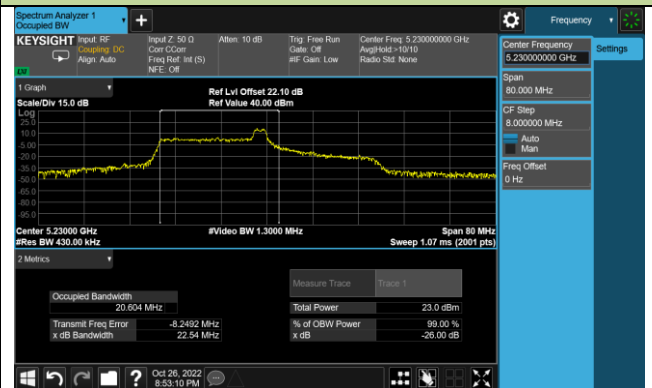 Spectrum Analyzer 1
Occupied BW
Frequency
KEYSIGHT
Input: RF
Coupling: DC
Align: Auto
Input Z: 50 Ω
Corr CCorr
Freq Ref: Int (S)
NFE: Off
Atten: 10 dB
Trig: Free Run
Gate: Off
#IF Gain: Low
Center Freq: 5.230000000 GHz
Avg|Hold:>10/10
Radio Std: None
Center Frequency
5.230000000 GHz
Settings
Span
80.000 MHz
CF Step
8.000000 MHz
Auto
Man
Freq Offset
0 Hz
1 Graph
Scale/Div 15.0 dB
Ref Lvl Offset 22.10 dB
Ref Value 40.00 dBm
Log
25.0
10.0
-5.00
-20.0
-35.0
-50.0
-65.0
-80.0
-95.0
Center 5.23000 GHz
#Res BW 430.00 kHz
#Video BW 1.3000 MHz
Span 80 MHz
Sweep 1.07 ms (2001 pts)
2 Metrics
Measure Trace
Trace 1
Occupied Bandwidth
20.604 MHz
Total Power
23.0 dBm
Transmit Freq Error
-8.2492 MHz
% of OBW Power
99.00 %
x dB Bandwidth
22.54 MHz
x dB
-26.00 dB
Oct 26, 2022
8:53:10 PM